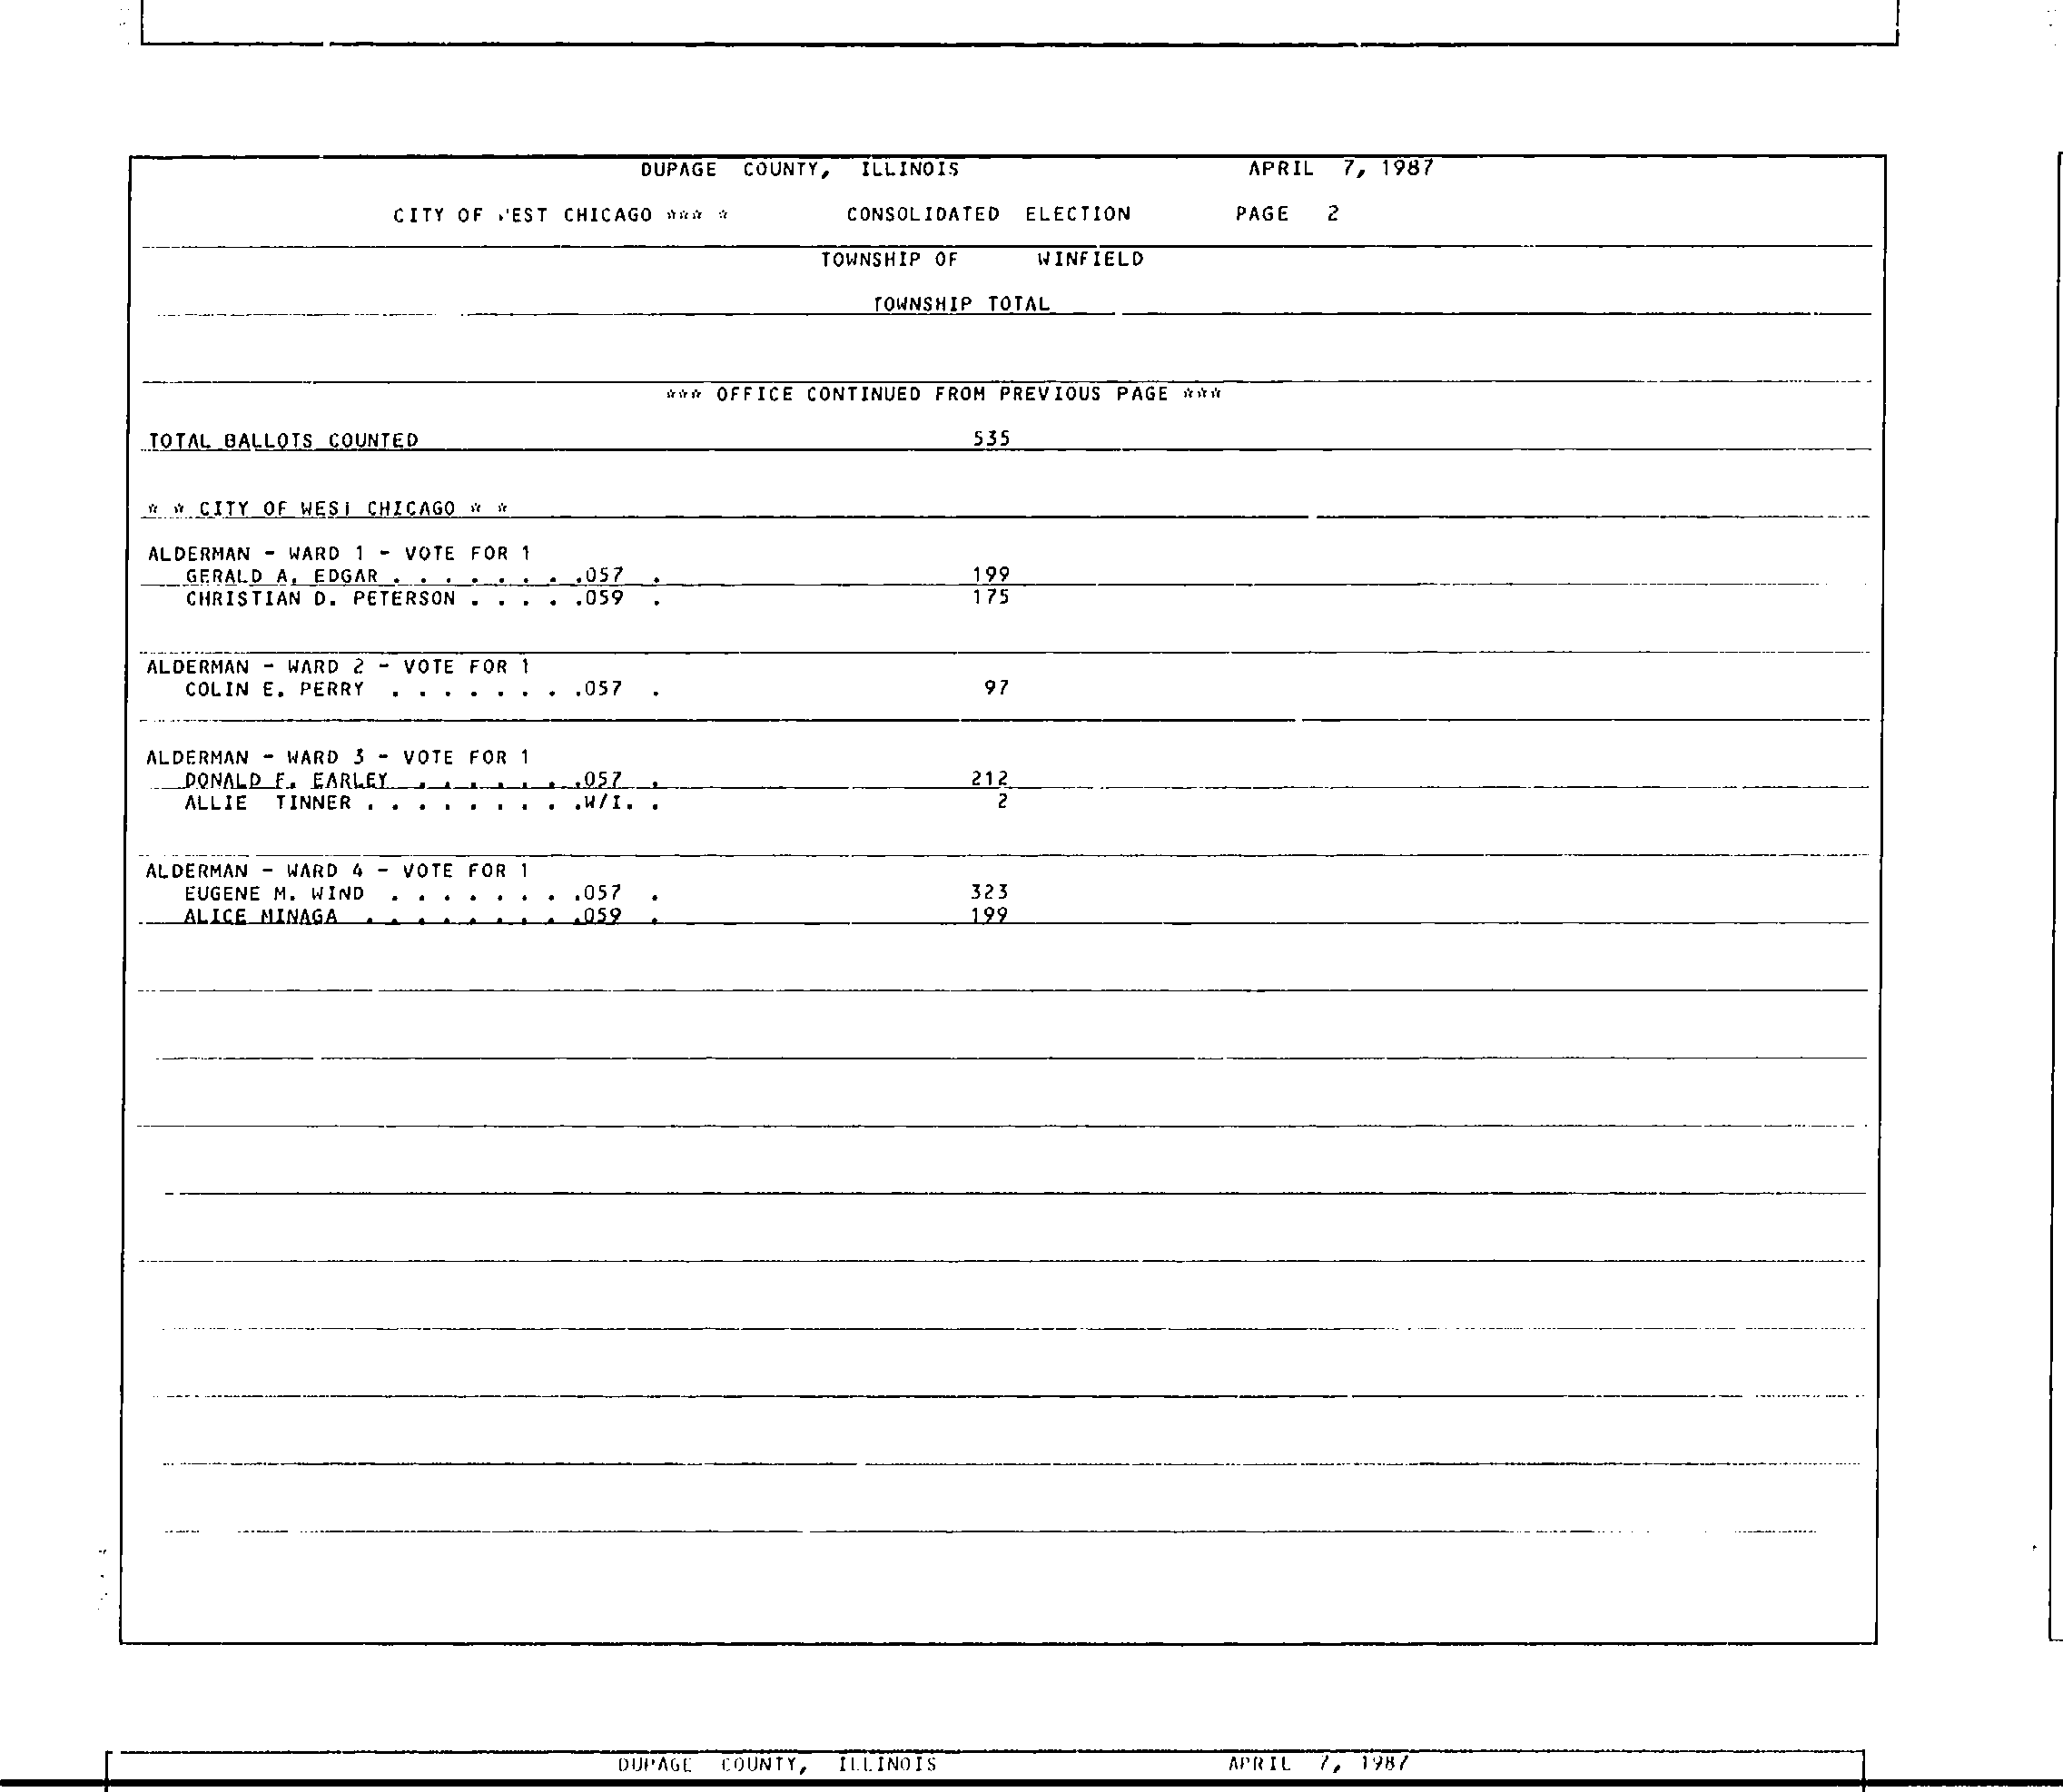 DUPAGE COUNTY, ILLINOIS APRIL 7, 1987
CITY OF WEST CHICAGO *** * CONSOLIDATED ELECTION PAGE 2
TOWNSHIP OF WINFIELD
TOWNSHIP TOTAL
*** OFFICE CONTINUED FROM PREVIOUS PAGE ***
TOTAL BALLOTS COUNTED 535
* * CITY OF WEST CHICAGO * *
ALDERMAN - WARD 1 - VOTE FOR 1
GERALD A. EDGAR . . . . . . . .057 . 199
CHRISTIAN D. PETERSON . . . . .059 . 175
ALDERMAN - WARD 2 - VOTE FOR 1
COLIN E. PERRY . . . . . . . .057 . 97
ALDERMAN - WARD 3 - VOTE FOR 1
DONALD F. EARLEY . . . . . . .057 . 212
ALLIE TINNER . . . . . . . . .W/I. . 2
ALDERMAN - WARD 4 - VOTE FOR 1
EUGENE M. WIND . . . . . . . .057 . 323
ALICE MINAGA . . . . . . . . .059 . 199
DUPAGE COUNTY, ILLINOIS APRIL 7, 1987